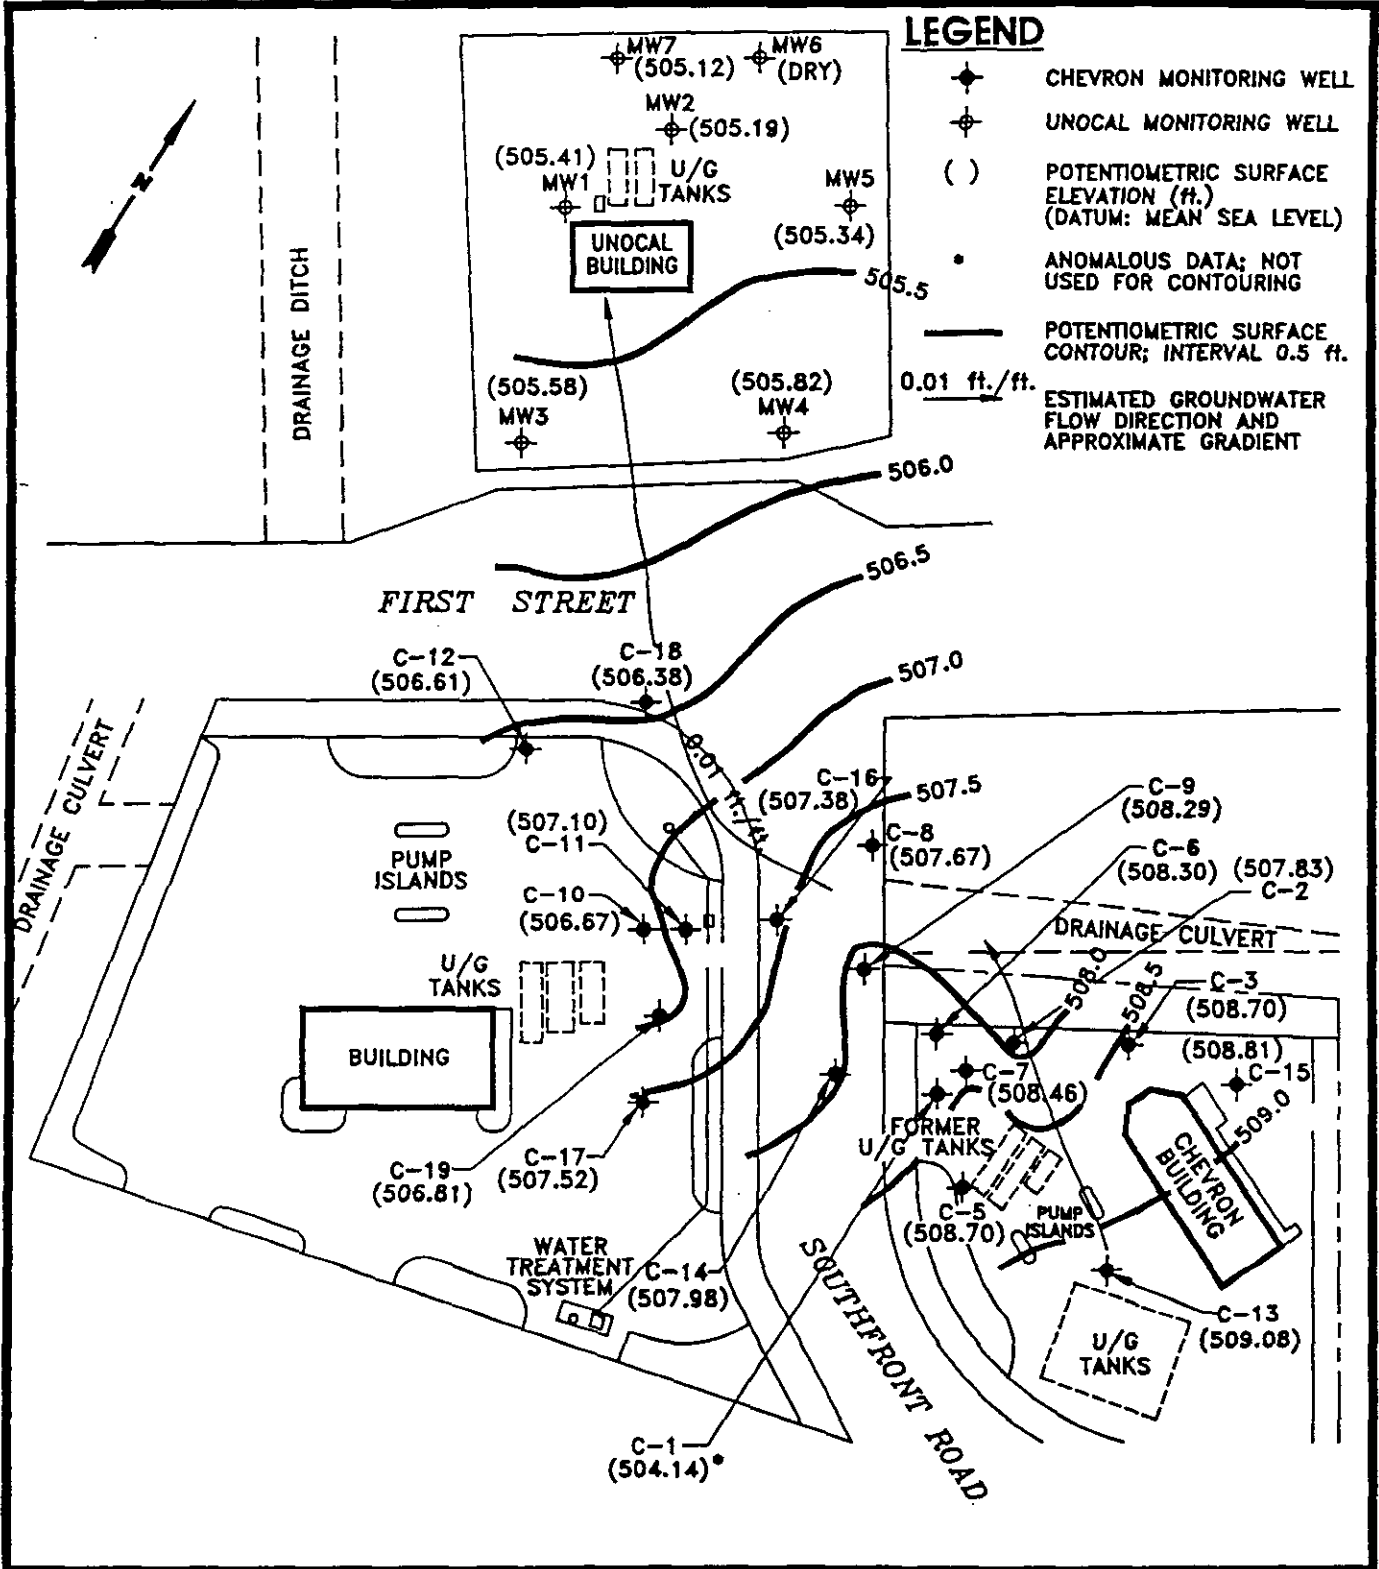 LEGEND
CHEVRON MONITORING WELL
UNOCAL MONITORING WELL
( )
POTENTIOMETRIC SURFACE
ELEVATION (ft.)
(DATUM: MEAN SEA LEVEL)
*
ANOMALOUS DATA; NOT
USED FOR CONTOURING
POTENTIOMETRIC SURFACE
CONTOUR; INTERVAL 0.5 ft.
0.01 ft./ft.
ESTIMATED GROUNDWATER
FLOW DIRECTION AND
APPROXIMATE GRADIENT
N
DRAINAGE DITCH
MW7
(505.12)
MW6
(DRY)
MW2
(505.19)
(505.41)
MW1
U/G
TANKS
MW5
(505.34)
UNOCAL
BUILDING
505.5
(505.58)
MW3
(505.82)
MW4
506.0
506.5
FIRST STREET
C-12
(506.61)
C-18
(506.38)
507.0
DRAINAGE CULVERT
0.01 ft./ft.
C-16
(507.38)
507.5
C-9
(508.29)
(507.10)
C-11
C-8
(507.67)
C-6
(508.30)
(507.83)
C-2
PUMP
ISLANDS
C-10
(506.67)
DRAINAGE CULVERT
U/G
TANKS
508.0
508.5
C-3
(508.70)
BUILDING
(508.81)
C-15
C-7
(508.46)
509.0
FORMER
U/G TANKS
CHEVRON
BUILDING
C-19
(506.81)
C-17
(507.52)
C-5
(508.70)
PUMP
ISLANDS
WATER
TREATMENT
SYSTEM
C-14
(507.98)
SOUTHFRONT ROAD
C-13
(509.08)
U/G
TANKS
C-1
(504.14)*